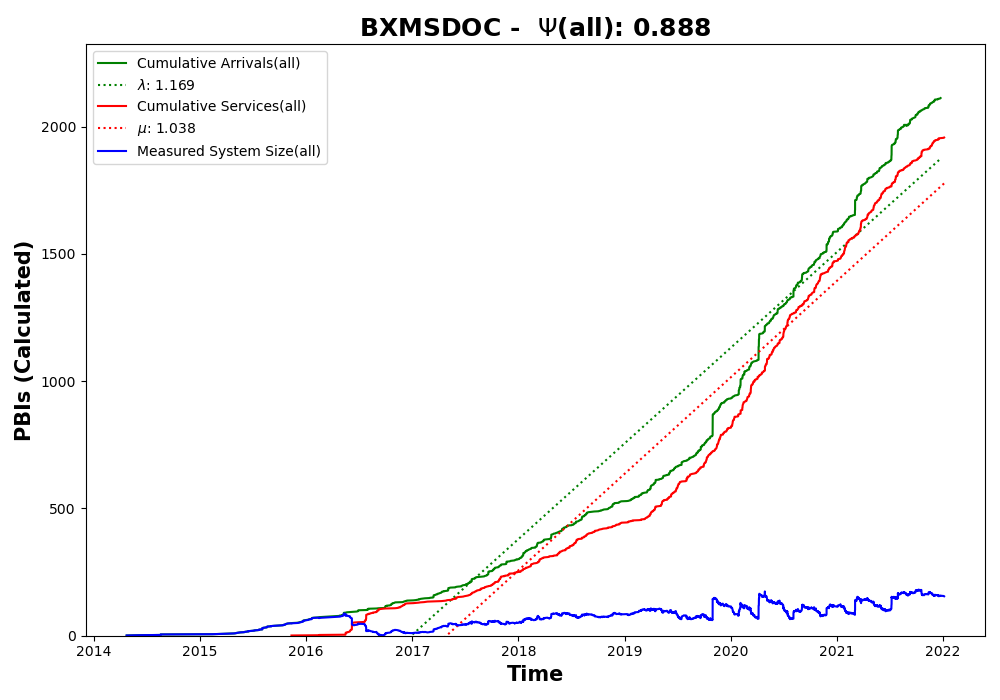 BXMSDOC - Ψ(all): 0.888
Cumulative Arrivals(all)
λ: 1.169
Cumulative Services(all)
μ: 1.038
Measured System Size(all)
PBIs (Calculated)
2000
1500
1000
500
0
2014 2015 2016 2017 2018 2019 2020 2021 2022
Time